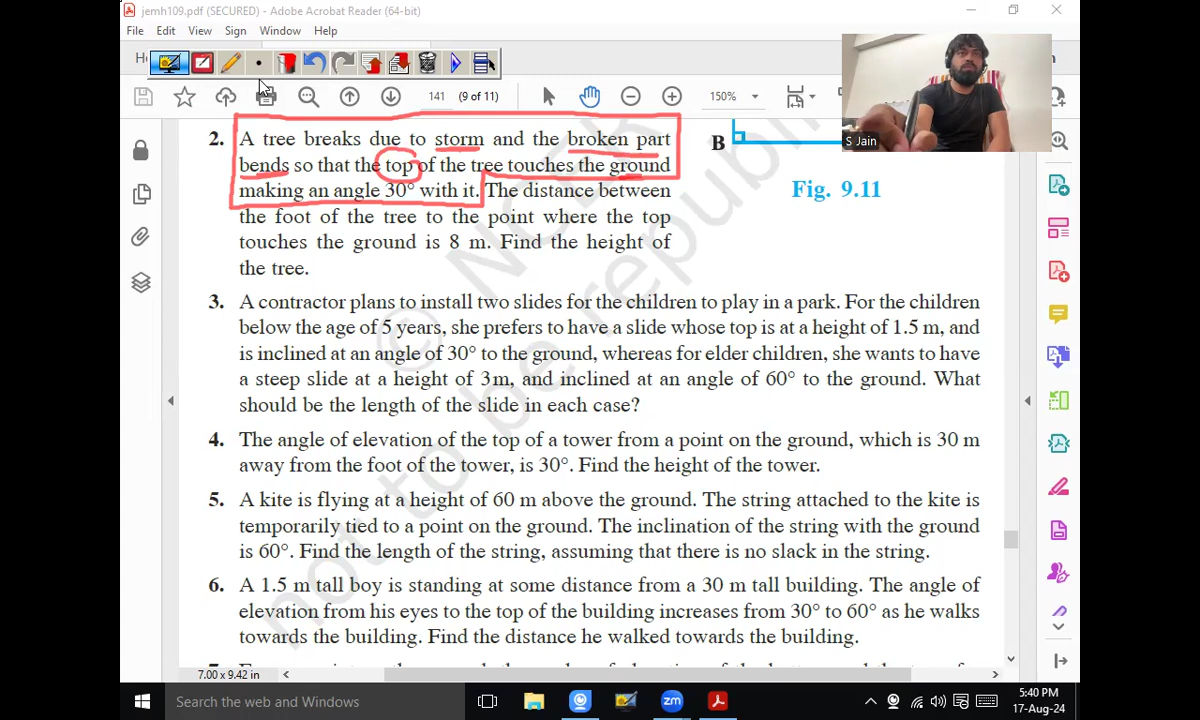 jemh109.pdf (SECURED) - Adobe Acrobat Reader (64-bit)
File Edit View Sign Window Help
141 (9 of 11) 150%
2. A tree breaks due to storm and the broken part
bends so that the top of the tree touches the ground
making an angle 30° with it. The distance between
the foot of the tree to the point where the top
touches the ground is 8 m. Find the height of
the tree.
B
S Jain
Fig. 9.11
3. A contractor plans to install two slides for the children to play in a park. For the children
below the age of 5 years, she prefers to have a slide whose top is at a height of 1.5 m, and
is inclined at an angle of 30° to the ground, whereas for elder children, she wants to have
a steep slide at a height of 3m, and inclined at an angle of 60° to the ground. What
should be the length of the slide in each case?
4. The angle of elevation of the top of a tower from a point on the ground, which is 30 m
away from the foot of the tower, is 30°. Find the height of the tower.
5. A kite is flying at a height of 60 m above the ground. The string attached to the kite is
temporarily tied to a point on the ground. The inclination of the string with the ground
is 60°. Find the length of the string, assuming that there is no slack in the string.
6. A 1.5 m tall boy is standing at some distance from a 30 m tall building. The angle of
elevation from his eyes to the top of the building increases from 30° to 60° as he walks
towards the building. Find the distance he walked towards the building.
© NCER
not to be republi
7.00 x 9.42 in
Search the web and Windows
zm
5:40 PM
17-Aug-24